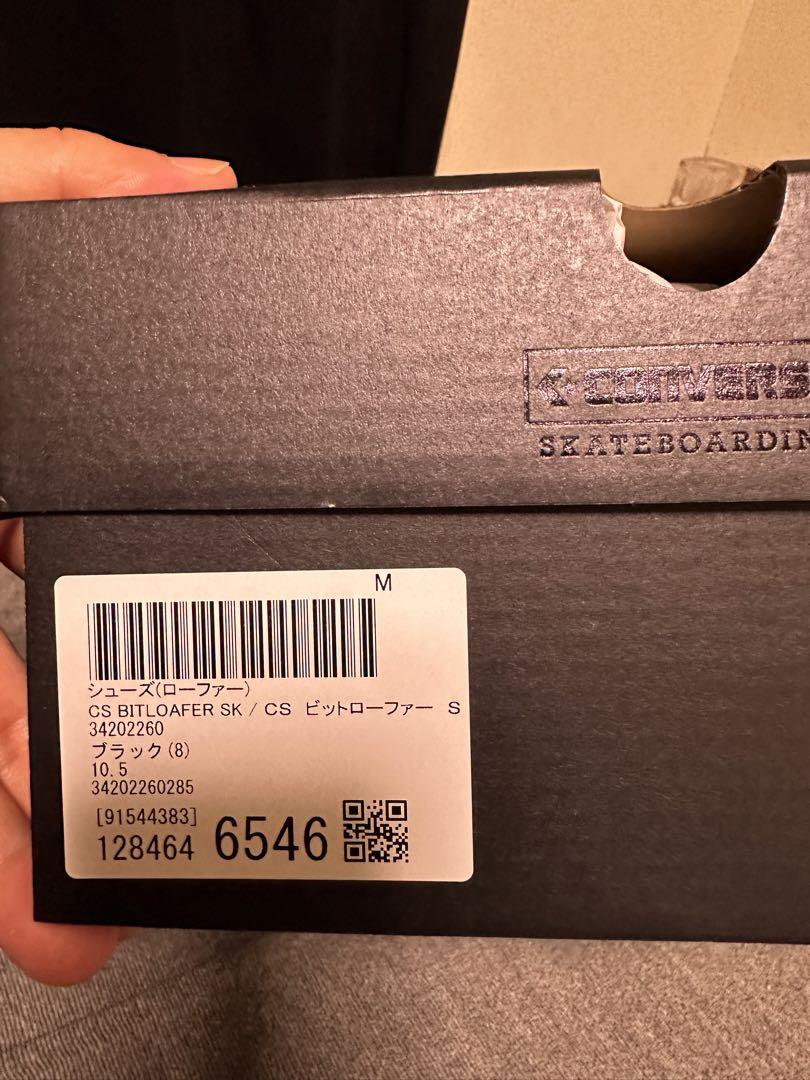 CONVERS
SKATEBOARDIN
M
シューズ(ローファー)
CS BITLOAFER SK / CS ビットローファー S
34202260
ブラック(8)
10.5
34202260285
[91544383]
128464 6546